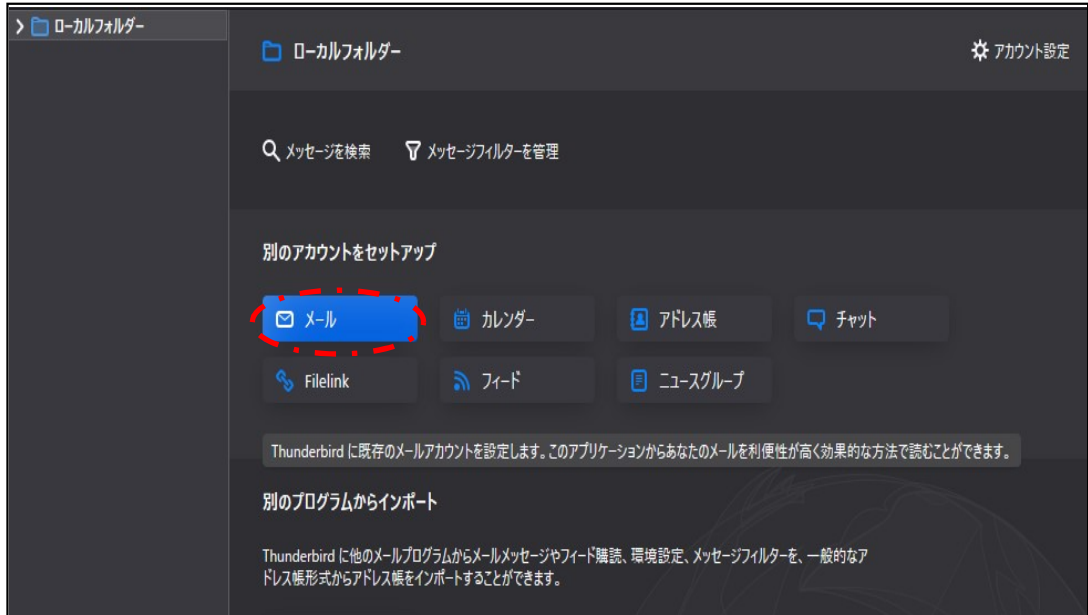 ローカルフォルダー
ローカルフォルダー
アカウント設定
メッセージを検索 メッセージフィルターを管理
別のアカウントをセットアップ
メール カレンダー アドレス帳 チャット
Filelink フィード ニュースグループ
Thunderbird に既存のメールアカウントを設定します。このアプリケーションからあなたのメールを利便性が高く効果的な方法で読むことができます。
別のプログラムからインポート
Thunderbird に他のメールプログラムからメールメッセージやフィード購読、環境設定、メッセージフィルターを、一般的なア
ドレス帳形式からアドレス帳をインポートすることができます。